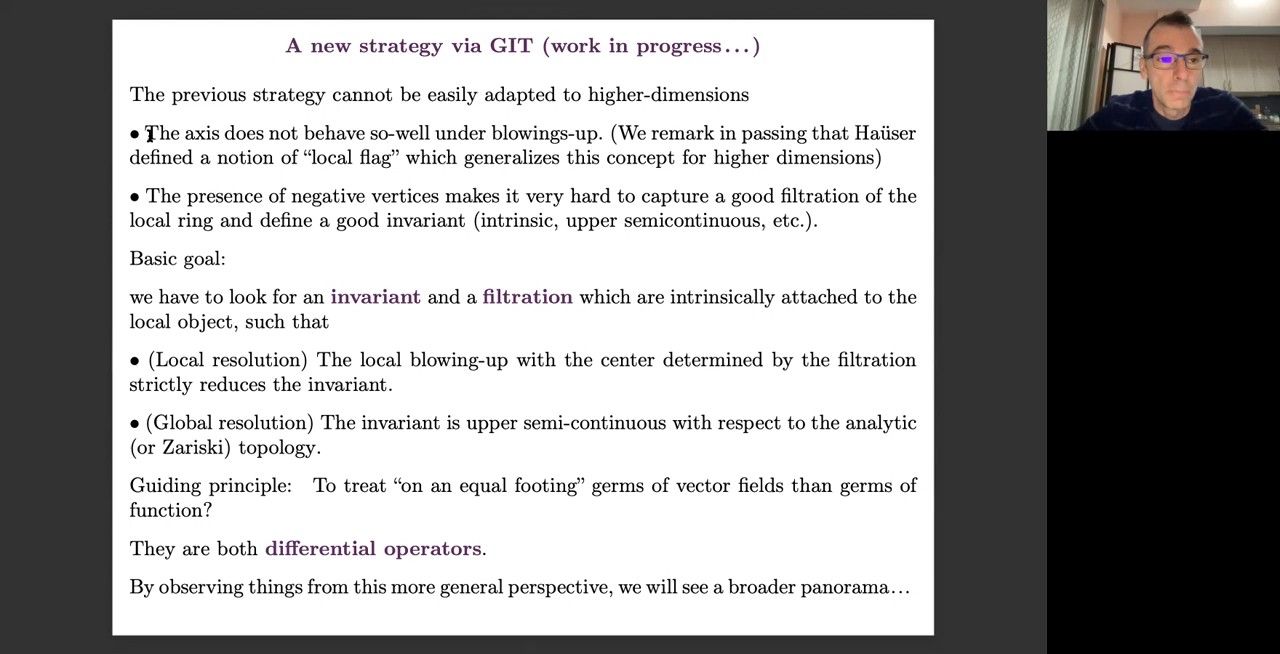 A new strategy via GIT (work in progress...)
The previous strategy cannot be easily adapted to higher-dimensions
• The axis does not behave so-well under blowings-up. (We remark in passing that Haüser
defined a notion of “local flag” which generalizes this concept for higher dimensions)
• The presence of negative vertices makes it very hard to capture a good filtration of the
local ring and define a good invariant (intrinsic, upper semicontinuous, etc.).
Basic goal:
we have to look for an invariant and a filtration which are intrinsically attached to the
local object, such that
• (Local resolution) The local blowing-up with the center determined by the filtration
strictly reduces the invariant.
• (Global resolution) The invariant is upper semi-continuous with respect to the analytic
(or Zariski) topology.
Guiding principle: To treat “on an equal footing” germs of vector fields than germs of
function?
They are both differential operators.
By observing things from this more general perspective, we will see a broader panorama...